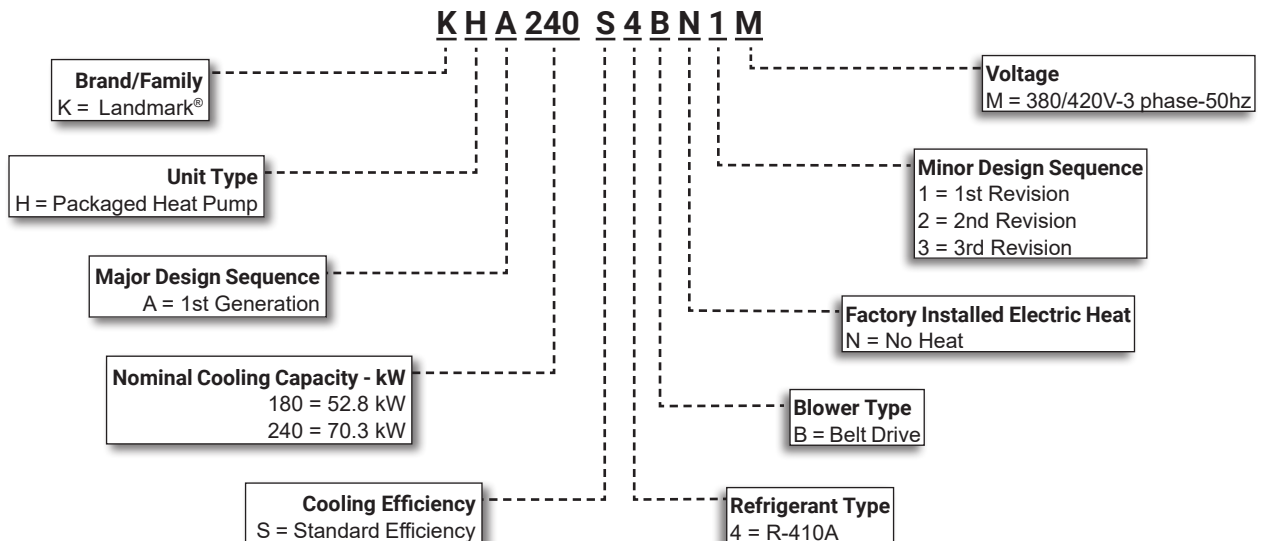 K H A 240 S 4 B N 1 M
Brand/Family
K = Landmark®
Unit Type
H = Packaged Heat Pump
Major Design Sequence
A = 1st Generation
Nominal Cooling Capacity - kW
180 = 52.8 kW
240 = 70.3 kW
Cooling Efficiency
S = Standard Efficiency
Voltage
M = 380/420V-3 phase-50hz
Minor Design Sequence
1 = 1st Revision
2 = 2nd Revision
3 = 3rd Revision
Factory Installed Electric Heat
N = No Heat
Blower Type
B = Belt Drive
Refrigerant Type
4 = R-410A